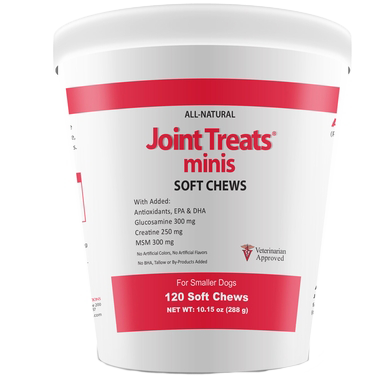 ALL-NATURAL
Joint Treats®
minis
SOFT CHEWS
With Added:
Antioxidants, EPA & DHA
Glucosamine 300 mg
Creatine 250 mg
MSM 300 mg
No Artificial Colors, No Artificial Flavors
No BHA, Tallow or By-Products Added
Veterinarian
Approved
For Smaller Dogs
120 Soft Chews
NET WT: 10.15 oz (288 g)